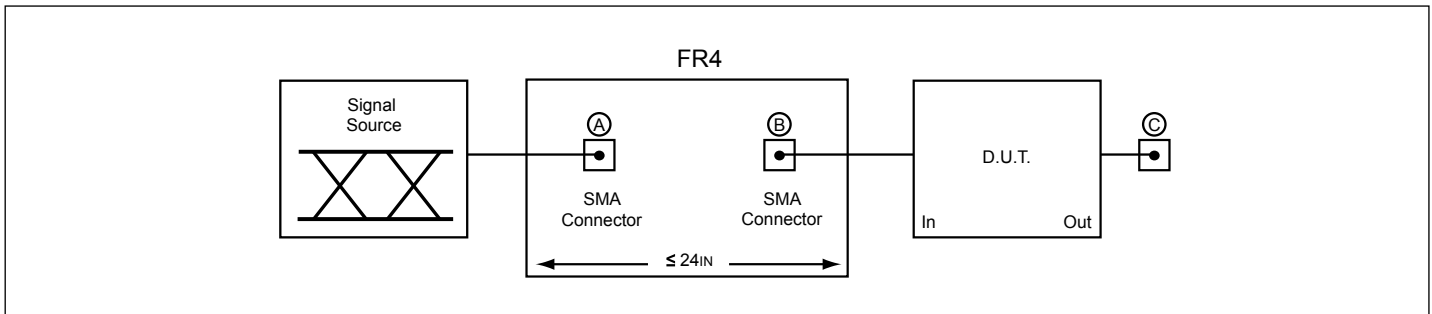 FR4
Signal
Source
A
B
C
D.U.T.
SMA
Connector
SMA
Connector
In
Out
≤ 24IN